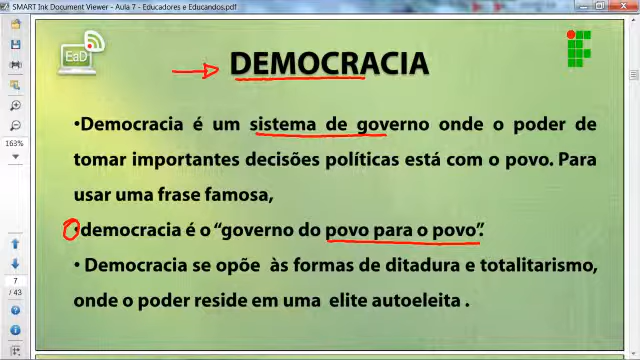 SMART Ink Document Viewer - Aula 7 - Educadores e Educandos.pdf
EaD
DEMOCRACIA
•Democracia é um sistema de governo onde o poder de
tomar importantes decisões políticas está com o povo. Para
usar uma frase famosa,
•democracia é o “governo do povo para o povo”.
• Democracia se opõe às formas de ditadura e totalitarismo,
onde o poder reside em uma elite autoeleita .
163%
7
/ 43